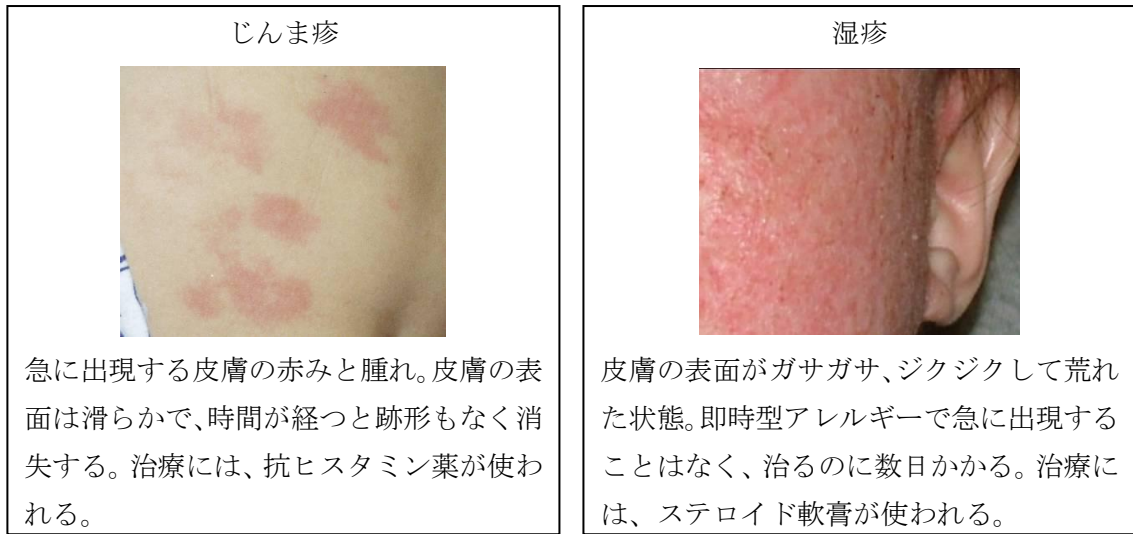 じんま疹
急に出現する皮膚の赤みと腫れ。皮膚の表
面は滑らかで、時間が経つと跡形もなく消
失する。治療には、抗ヒスタミン薬が使わ
れる。
湿疹
皮膚の表面がガサガサ、ジクジクして荒れ
た状態。即時型アレルギーで急に出現する
ことはなく、治るのに数日かかる。治療に
は、ステロイド軟膏が使われる。